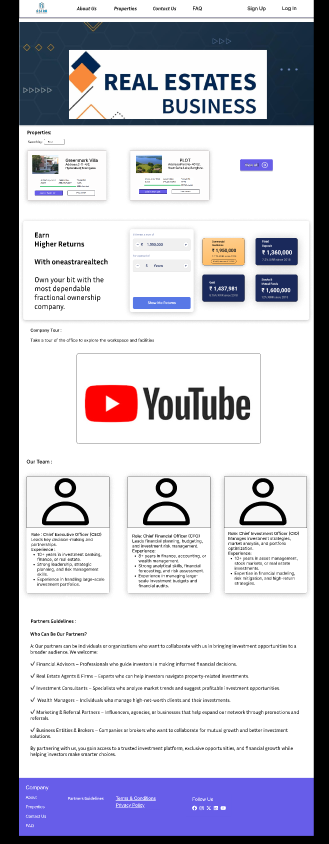 About Us
Properties
Contact Us
FAQ
Sign Up
Log In
REAL ESTATES
BUSINESS
Properties:
Greenmark Villa
PLOT
Earn
Higher Returns
With oneastrarealtech
Own your bit with the
most dependable
fractional ownership
company.
₹ 1,950,000
5 Years
Show the Returns
₹ 1,950,000
₹ 1,360,000
Gold
₹ 1,437,981
₹ 1,600,000
Company Tour :
Take a tour of the office to explore the workspace and facilities
YouTube
Our Team :
Role : Chief Executive Officer (CEO)
Leads key decision-making and
partnerships.
Experience :
• 10+ years in investment banking,
finance, or real estate.
• Strong leadership, strategic
planning, and risk management
skills.
• Experience in handling large-scale
investment portfolios.
Role: Chief Financial Officer (CFO)
Leads financial planning, budgeting,
and investment risk management.
Experience:
• 8+ years in finance, accounting, or
wealth management.
• Strong analytical skills, financial
forecasting, and risk assessment.
• Experience in managing large-
scale investment budgets and
financial audits.
Role: Chief Investment Officer (CIO)
Manages investment strategies,
market analysis, and portfolio
optimization.
Experience:
• 10+ years in asset management,
stock markets, or real estate
investments.
• Expertise in financial modeling,
risk mitigation, and high-return
strategies.
Partners Guidelines :
Who Can Be Our Partners?
A: Our partners can be individuals or organizations who want to collaborate with us in bringing investment opportunities to a
broader audience. We welcome:
✓ Financial Advisors – Professionals who guide investors in making informed financial decisions.
✓ Real Estate Agents & Firms – Experts who can help investors navigate property-related investments.
✓ Investment Consultants – Specialists who analyze market trends and suggest profitable investment opportunities.
✓ Wealth Managers – Individuals who manage high-net-worth clients and their investments.
✓ Marketing & Referral Partners – Influencers, agencies, or businesses that help expand our network through promotions and
referrals.
✓ Business Entities & Brokers – Companies or brokers who want to collaborate for mutual growth and better investment
solutions.
By partnering with us, you gain access to a trusted investment platform, exclusive opportunities, and financial growth while
helping investors make smarter choices.
Company
About
Properties
Contact Us
FAQ
Partners Guidelines
Terms & Conditions
Privacy Policy
Follow Us